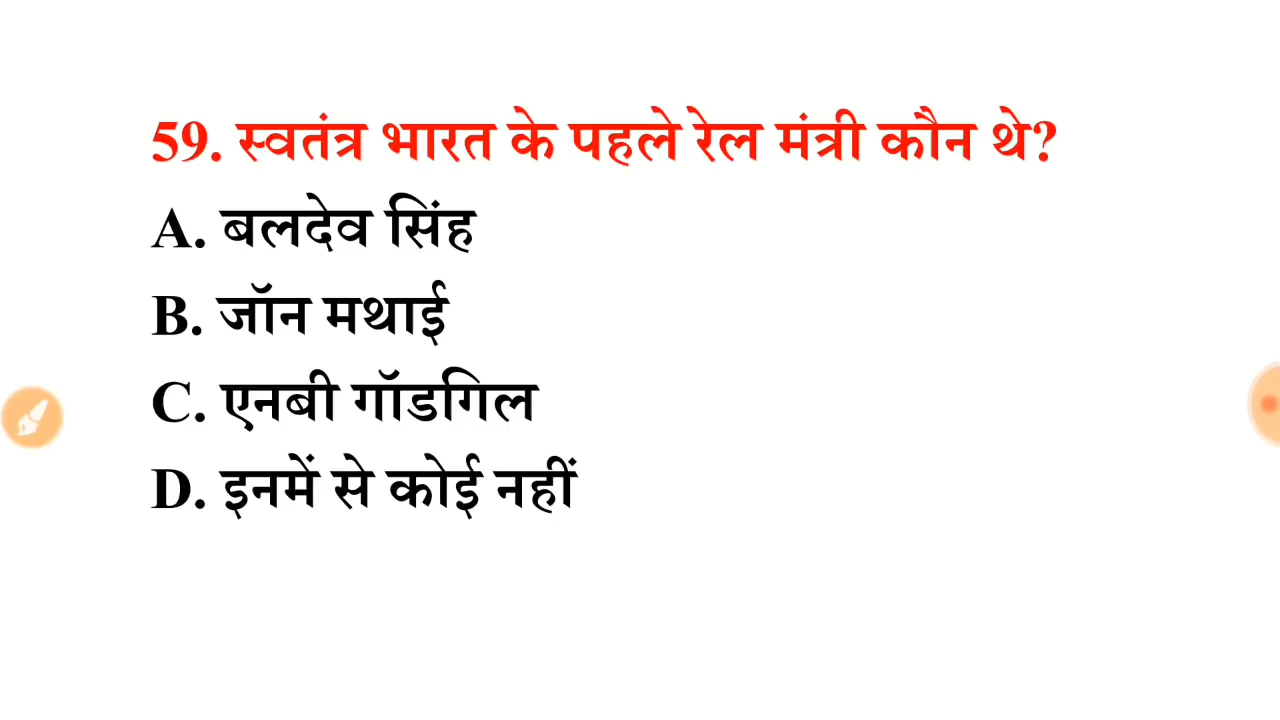 59. स्वतंत्र भारत के पहले रेल मंत्री कौन थे?
A. बलदेव सिंह
B. जॉन मथाई
C. एनबी गॉडगिल
D. इनमें से कोई नहीं